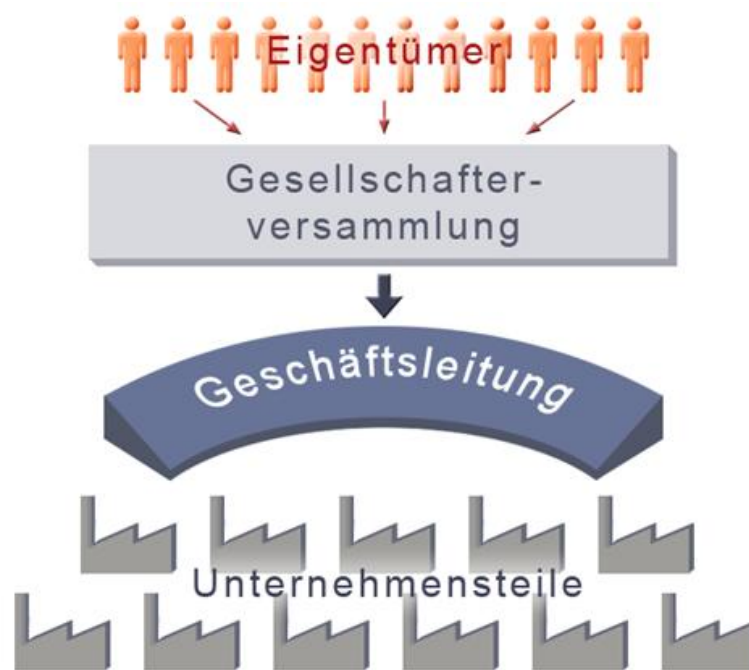 Eigentümer
Gesellschafter-
versammlung
Geschäftsleitung
Unternehmensteile